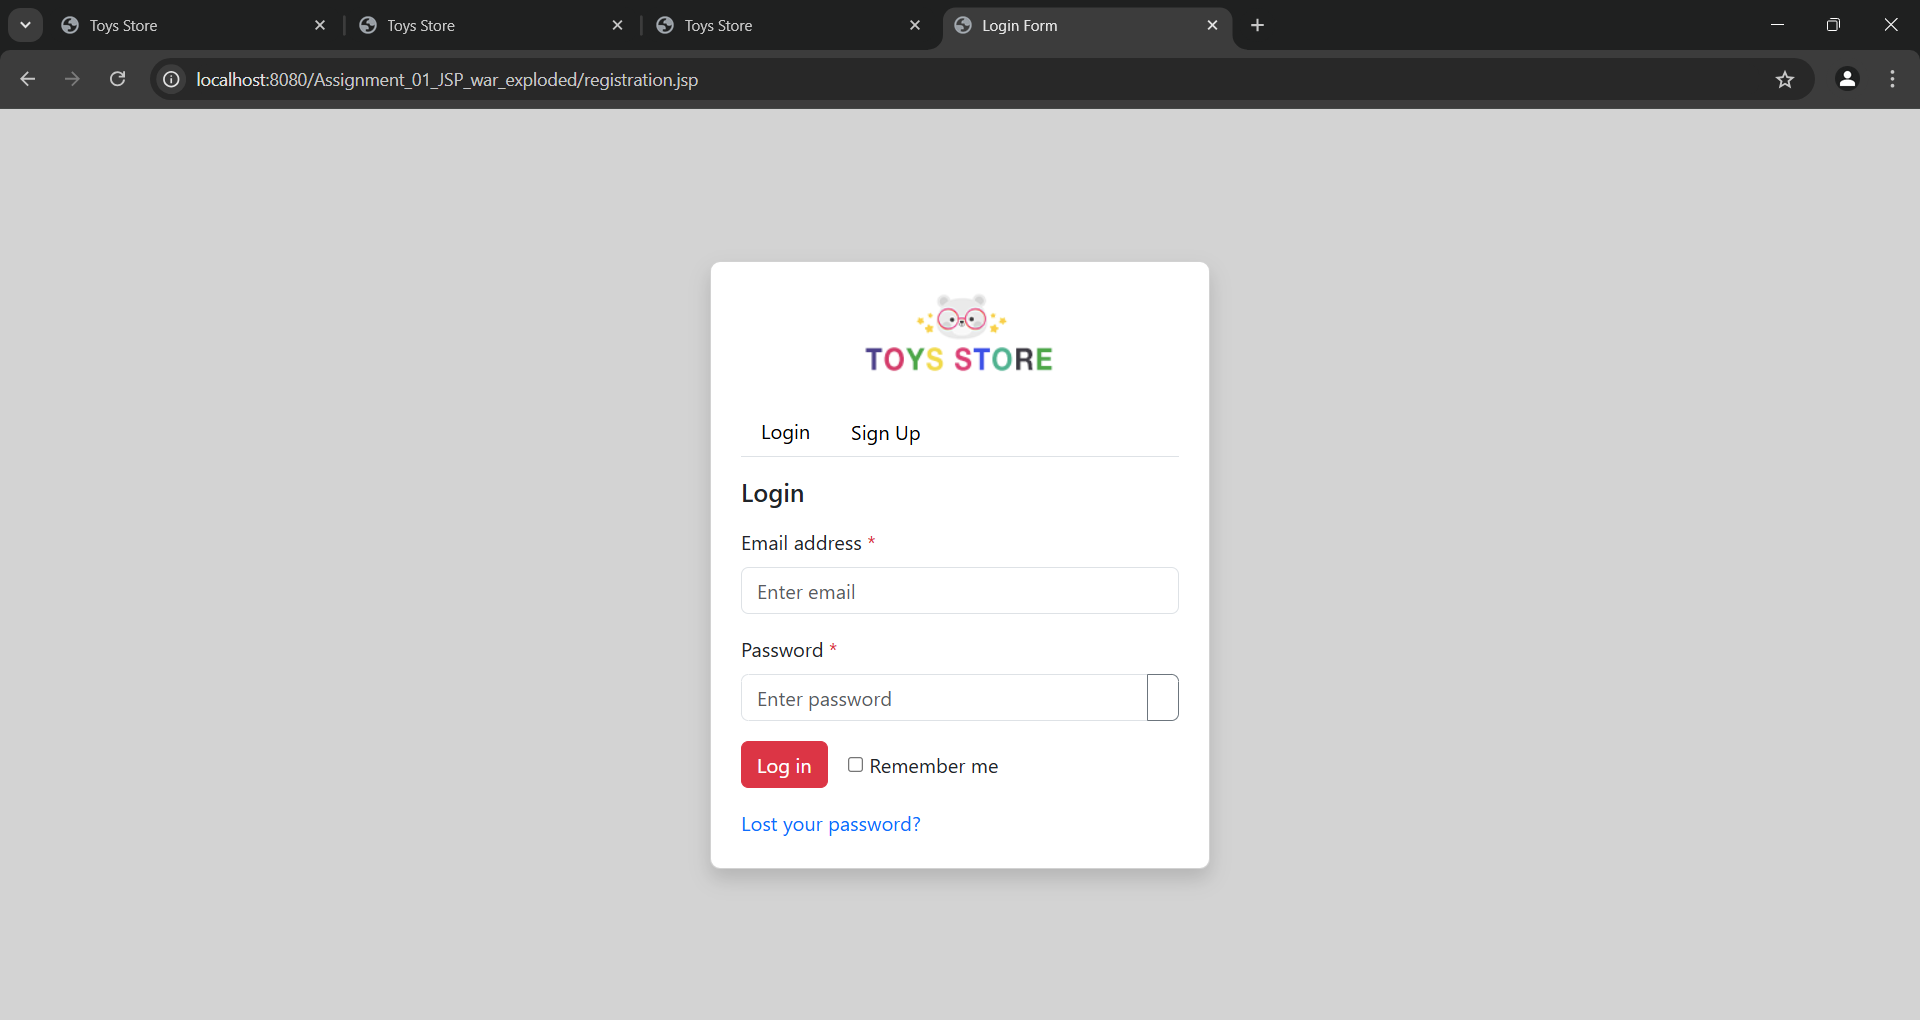 Toys Store
Toys Store
Toys Store
Login Form
localhost:8080/Assignment_01_JSP_war_exploded/registration.jsp
TOYS STORE
Login Sign Up
Login
Email address *
Enter email
Password *
Enter password
Log in Remember me
Lost your password?